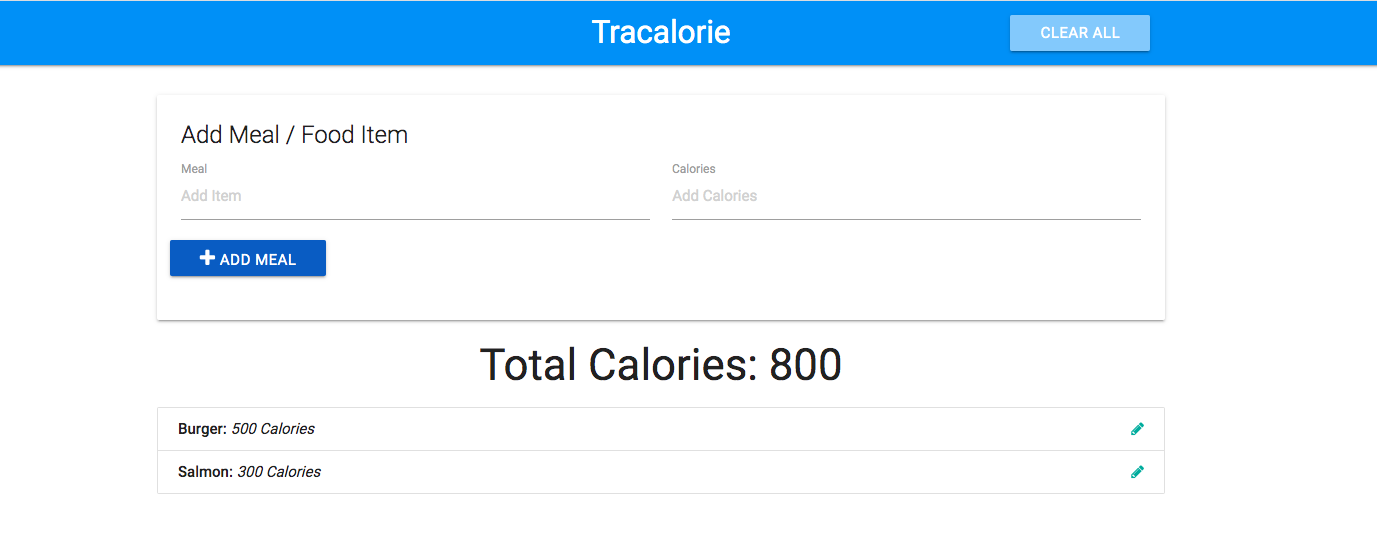 Tracalorie
CLEAR ALL
Add Meal / Food Item
Meal
Calories
Add Item
Add Calories
ADD MEAL
Total Calories: 800
Burger: 500 Calories
Salmon: 300 Calories